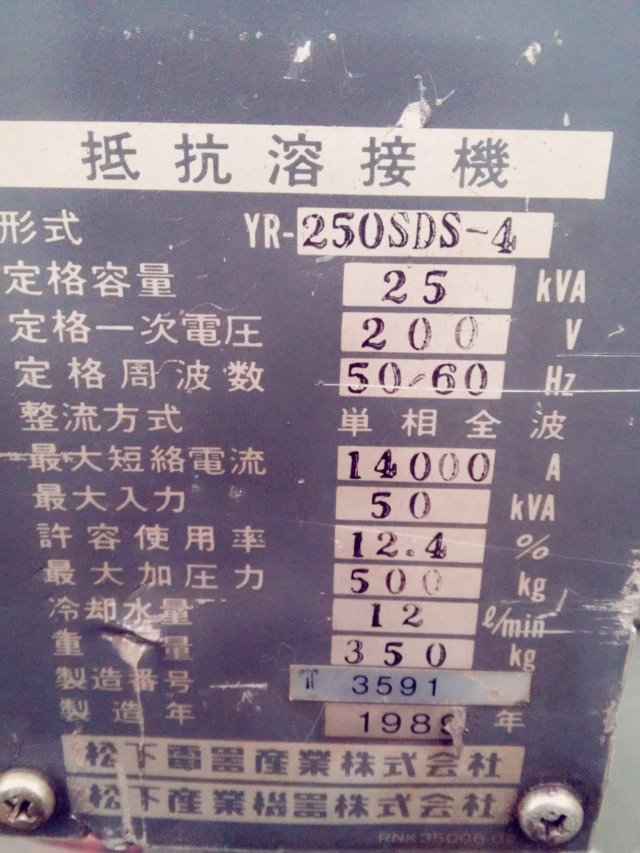 抵抗溶接機
形式 YR-250SDS-4
定格容量 25 kVA
定格一次電圧 200 V
定格周波数 50/60 Hz
整流方式 単相全波
最大短絡電流 14000 A
最大入力 50 kVA
許容使用率 12.4 %
最大加圧力 500 kg
冷却水量 12 ℓ/min
重量 350 kg
製造番号 3591
製造年 1989年
松下電器産業株式会社
松下産業機器株式会社